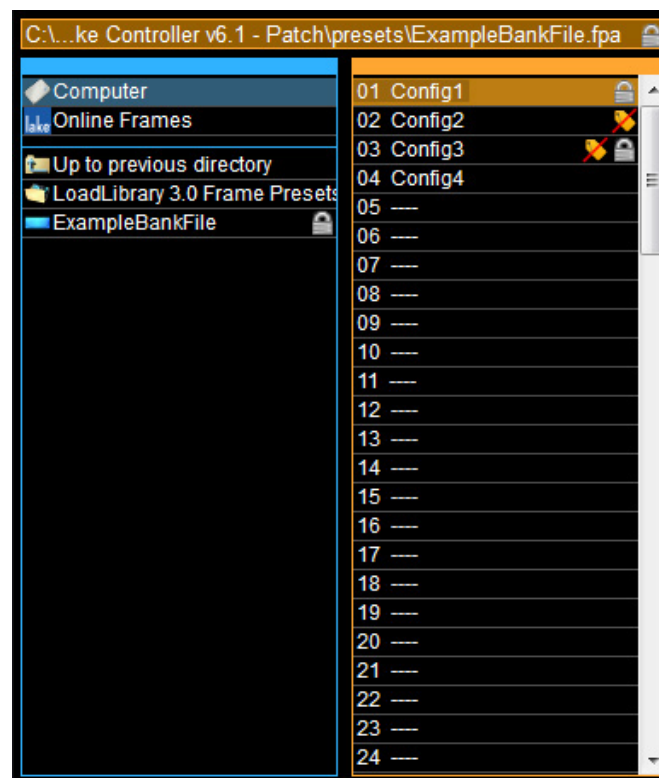 C:\...ke Controller v6.1 - Patch\presets\ExampleBankFile.fpa
Computer
lake Online Frames
Up to previous directory
LoadLibrary 3.0 Frame Presets
ExampleBankFile
01 Config1
02 Config2
03 Config3
04 Config4
05 ----
06 ----
07 ----
08 ----
09 ----
10 ----
11 ----
12 ----
13 ----
14 ----
15 ----
16 ----
17 ----
18 ----
19 ----
20 ----
21 ----
22 ----
23 ----
24 ----